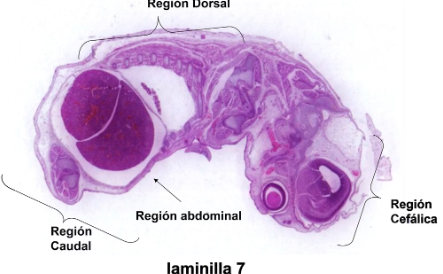 Región Dorsal
Región abdominal
Región
Caudal
Región
Cefálica
laminilla 7